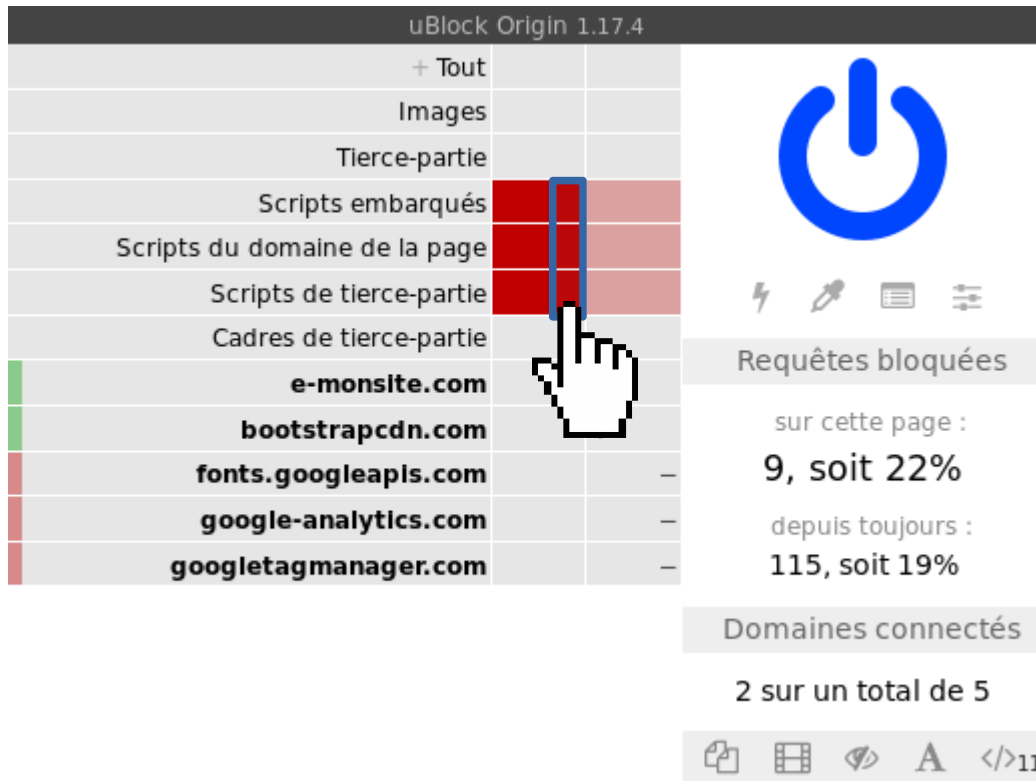 uBlock Origin 1.17.4
+ Tout
Images
Tierce-partie
Scripts embarqués
Scripts du domaine de la page
Scripts de tierce-partie
Cadres de tierce-partie
e-monsite.com
bootstrapcdn.com
fonts.googleapis.com –
google-analytics.com –
googletagmanager.com –
Requêtes bloquées
sur cette page :
9, soit 22%
depuis toujours :
115, soit 19%
Domaines connectés
2 sur un total de 5
A </>11